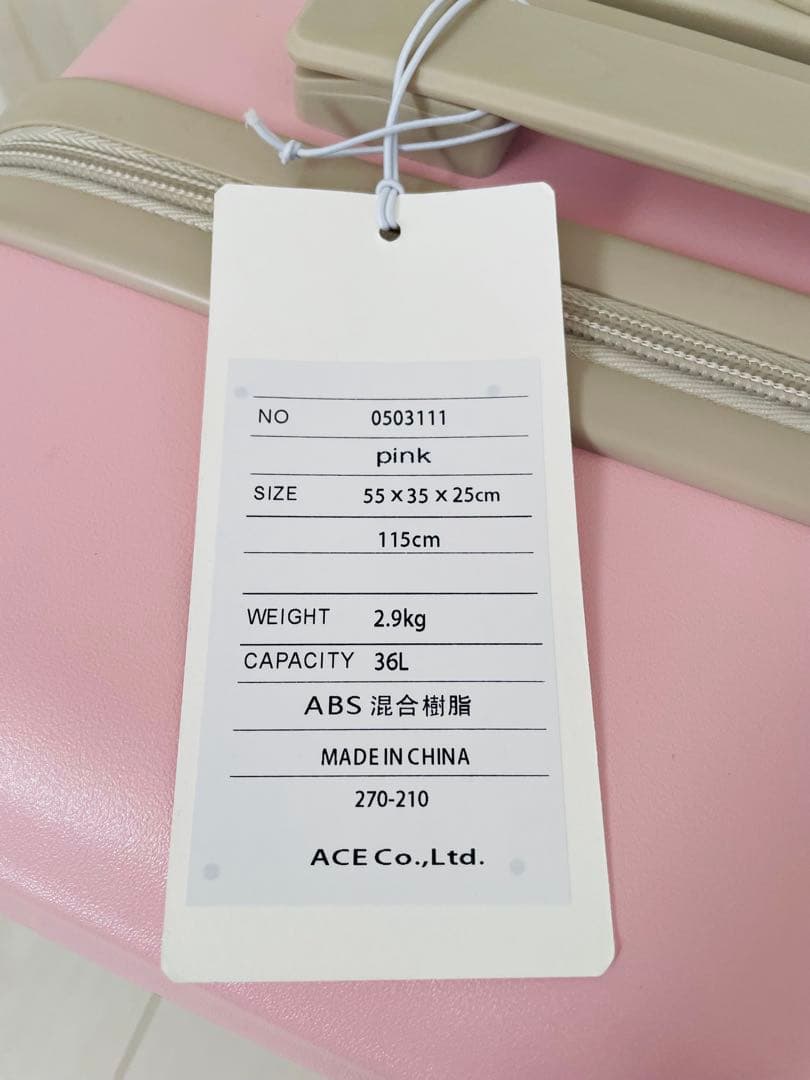 NO 0503111
pink
SIZE 55×35×25cm
115cm
WEIGHT 2.9kg
CAPACITY 36L
ABS 混合樹脂
MADE IN CHINA
270-210
ACE Co.,Ltd.